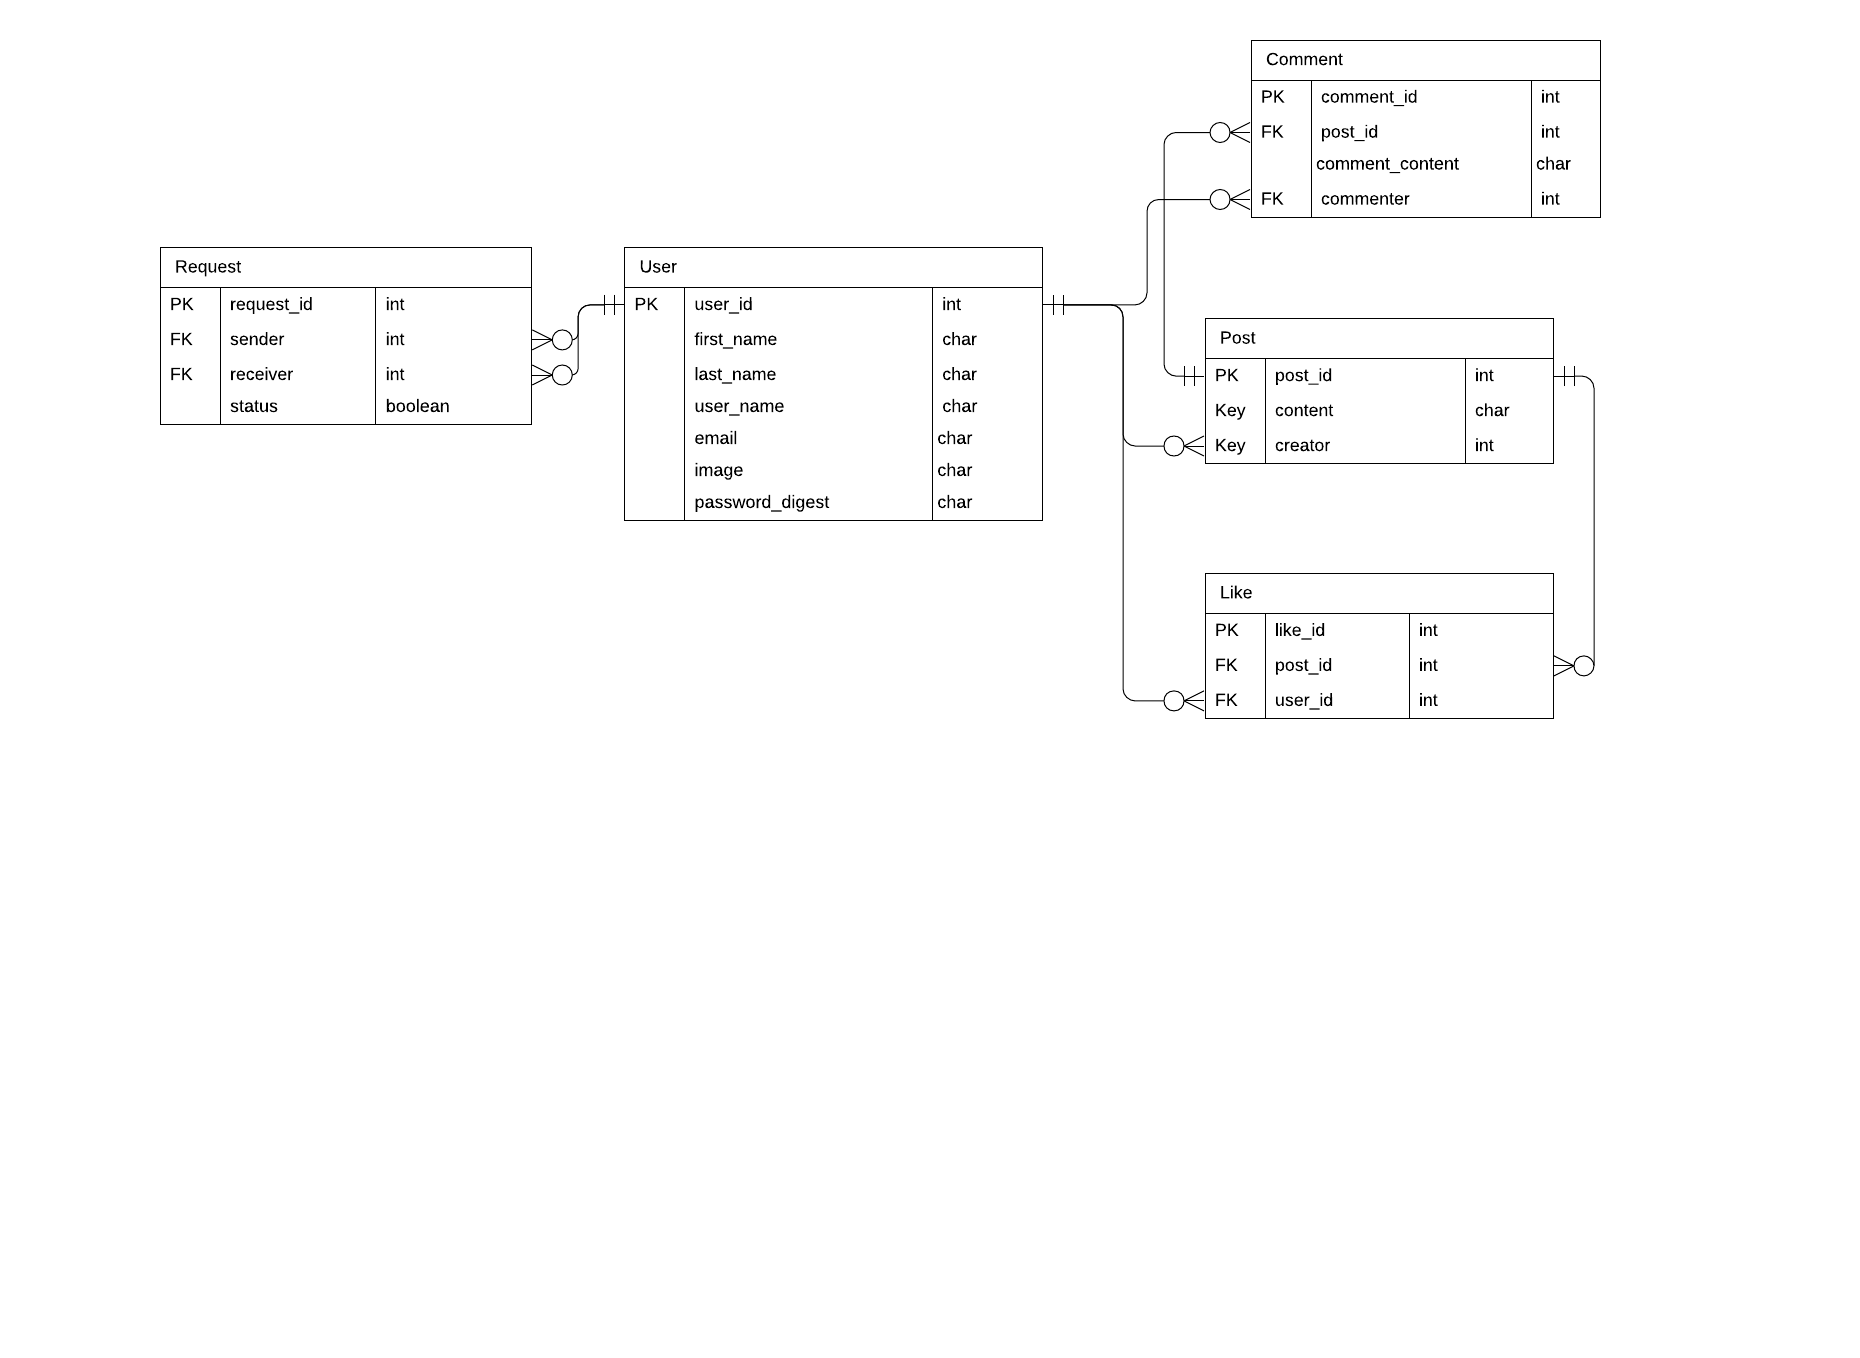 Comment
PK comment_id int
FK post_id int
comment_content char
FK commenter int
Request
PK request_id int
FK sender int
FK receiver int
status boolean
User
PK user_id int
first_name char
last_name char
user_name char
email char
image char
password_digest char
Post
PK post_id int
Key content char
Key creator int
Like
PK like_id int
FK post_id int
FK user_id int